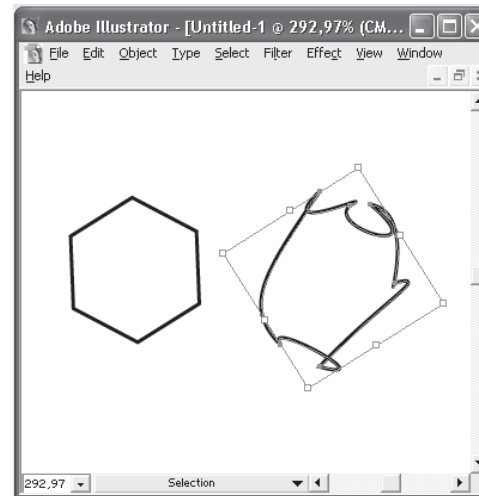 Adobe Illustrator - [Untitled-1 @ 292,97% (CM...
File Edit Object Type Select Filter Effect View Window
Help
292,97 Selection